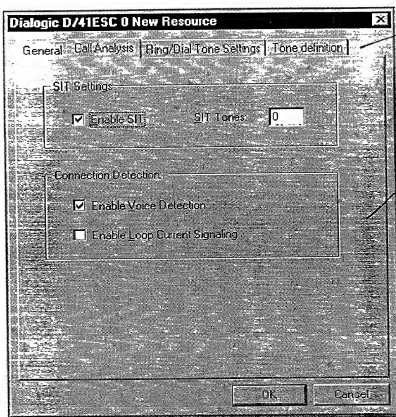 Dialogic D/41ESC 0 New Resource
General Call Analysis Ring/Dial Tone Settings Tone definition
SIT Settings
Enable SIT SIT Tones: 0
Connection Detection
Enable Voice Detection
Enable Loop Current Signaling
OK Cancel